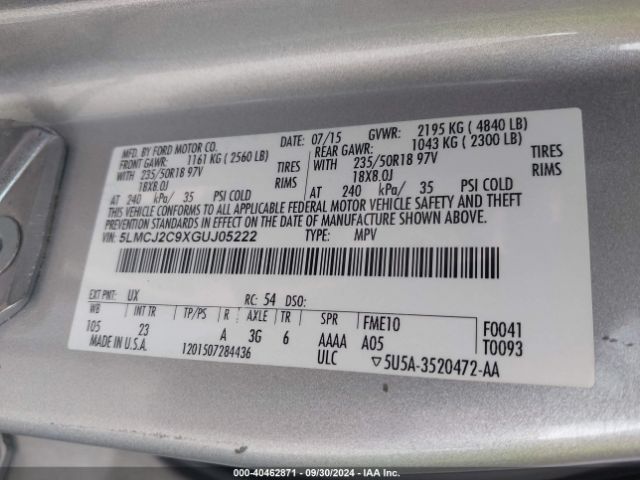 MFD. BY FORD MOTOR CO. DATE: 07/15 GVWR: 2195 KG ( 4840 LB)
FRONT GAWR: 1161 KG ( 2560 LB) REAR GAWR: 1043 KG ( 2300 LB)
WITH 235/50R18 97V TIRES WITH 235/50R18 97V TIRES
18X8.0J RIMS 18X8.0J RIMS
AT 240 kPa/ 35 PSI COLD AT 240 kPa/ 35 PSI COLD
THIS VEHICLE CONFORMS TO ALL APPLICABLE FEDERAL MOTOR VEHICLE SAFETY AND THEFT
PREVENTION STANDARDS IN EFFECT ON THE DATE OF MANUFACTURE SHOWN ABOVE.
VIN: 5LMCJ2C9XGUJ05222 TYPE: MPV
EXT PNT: UX RC: 54 DSO:
WB INT TR TP/PS R AXLE TR SPR FME10 F0041
105 23 A 3G 6 AAAA A05 T0093
MADE IN U.S.A. 1201507284436 ULC ▽5U5A-3520472-AA
000-40462871 - 09/30/2024 - IAA Inc.